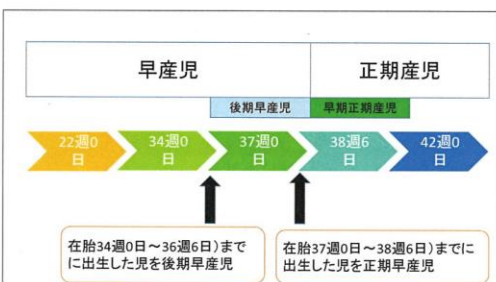 早産児
正期産児
後期早産児
早期正期産児
22週0
日
34週0
日
37週0
日
38週6
日
42週0
日
在胎34週0日～36週6日)まで
に出生した児を後期早産児
在胎37週0日～38週6日)までに
出生した児を正期早産児